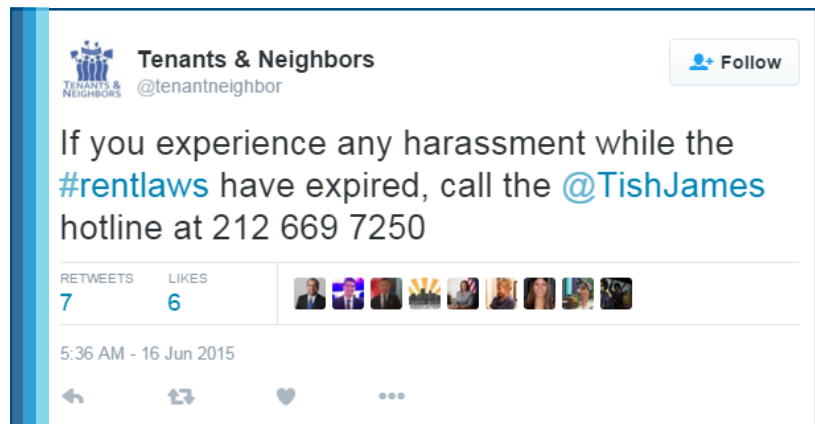 Tenants & Neighbors
@tenantneighbor
Follow
TENANTS &
NEIGHBORS
If you experience any harassment while the
#rentlaws have expired, call the @TishJames
hotline at 212 669 7250
RETWEETS LIKES
7 6
5:36 AM - 16 Jun 2015